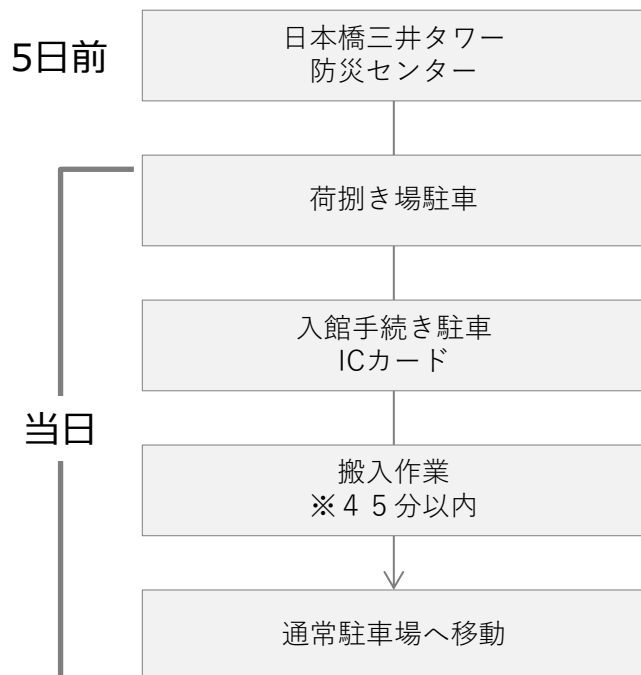 5日前
日本橋三井タワー
防災センター
荷捌き場駐車
入館手続き駐車
ICカード
当日
搬入作業
※４５分以内
通常駐車場へ移動